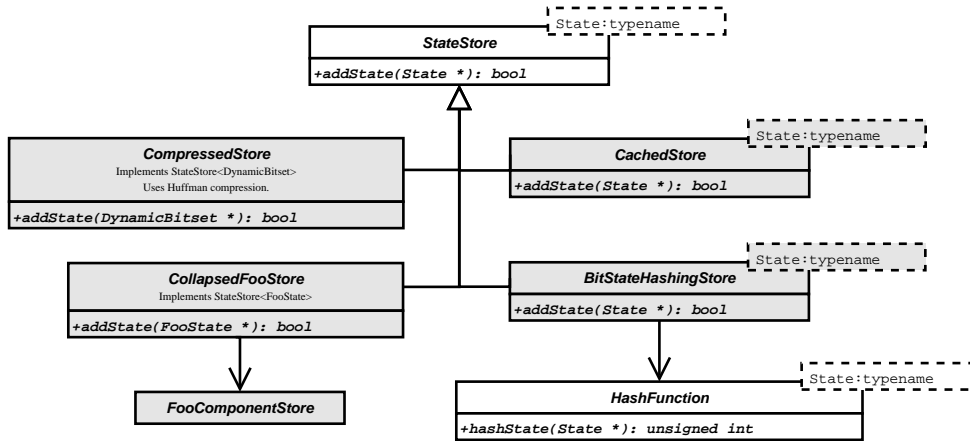 State:typename
StateStore
+addState(State *): bool
State:typename
CompressedStore
Implements StateStore<DynamicBitset>
Uses Huffman compression.
+addState(DynamicBitset *): bool
CachedStore
+addState(State *): bool
State:typename
CollapsedFooStore
Implements StateStore<FooState>
+addState(FooState *): bool
BitStateHashingStore
+addState(State *): bool
State:typename
FooComponentStore
HashFunction
+hashState(State *): unsigned int